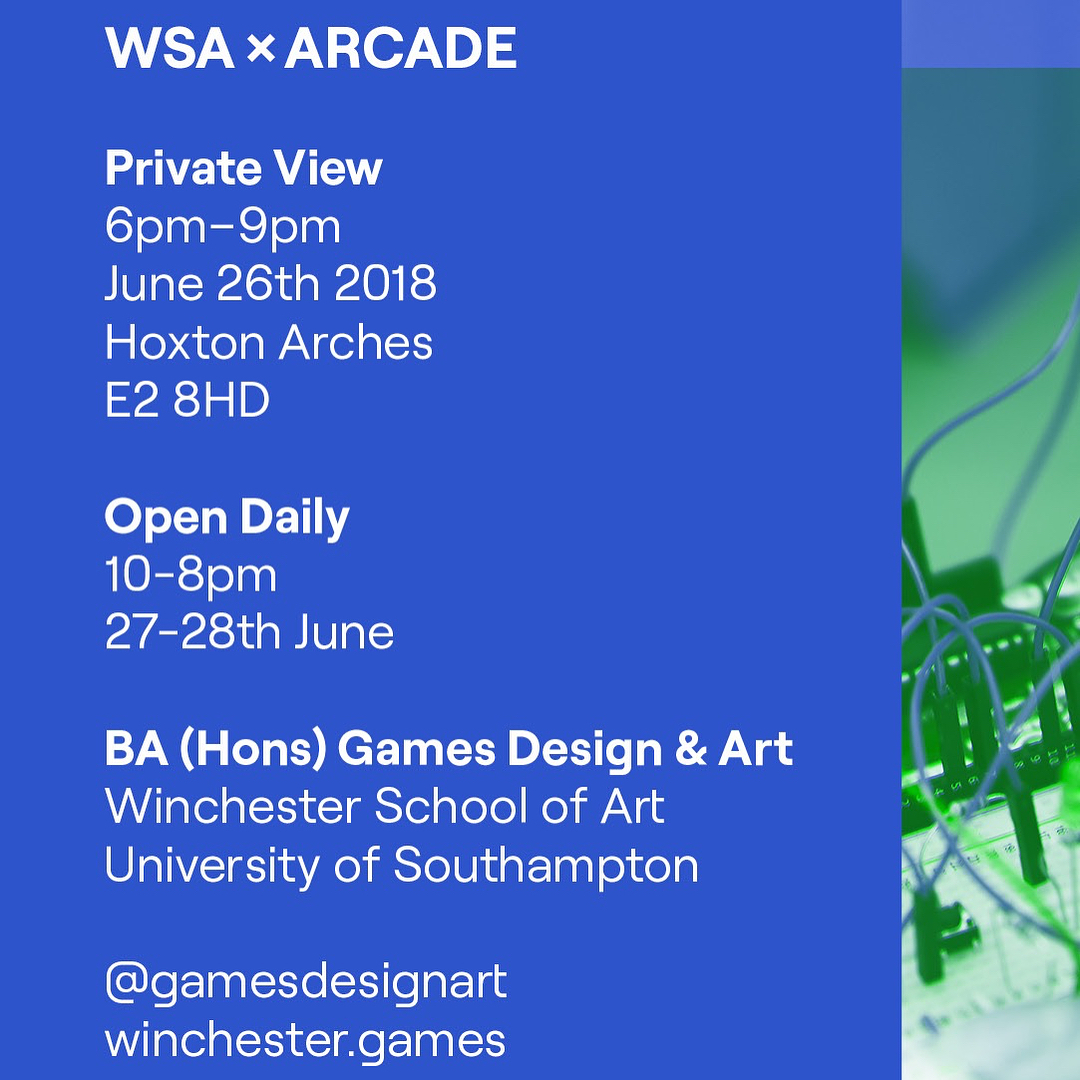 WSA × ARCADE
Private View
6pm–9pm
June 26th 2018
Hoxton Arches
E2 8HD
Open Daily
10–8pm
27–28th June
BA (Hons) Games Design & Art
Winchester School of Art
University of Southampton
@gamesdesignart
winchester.games